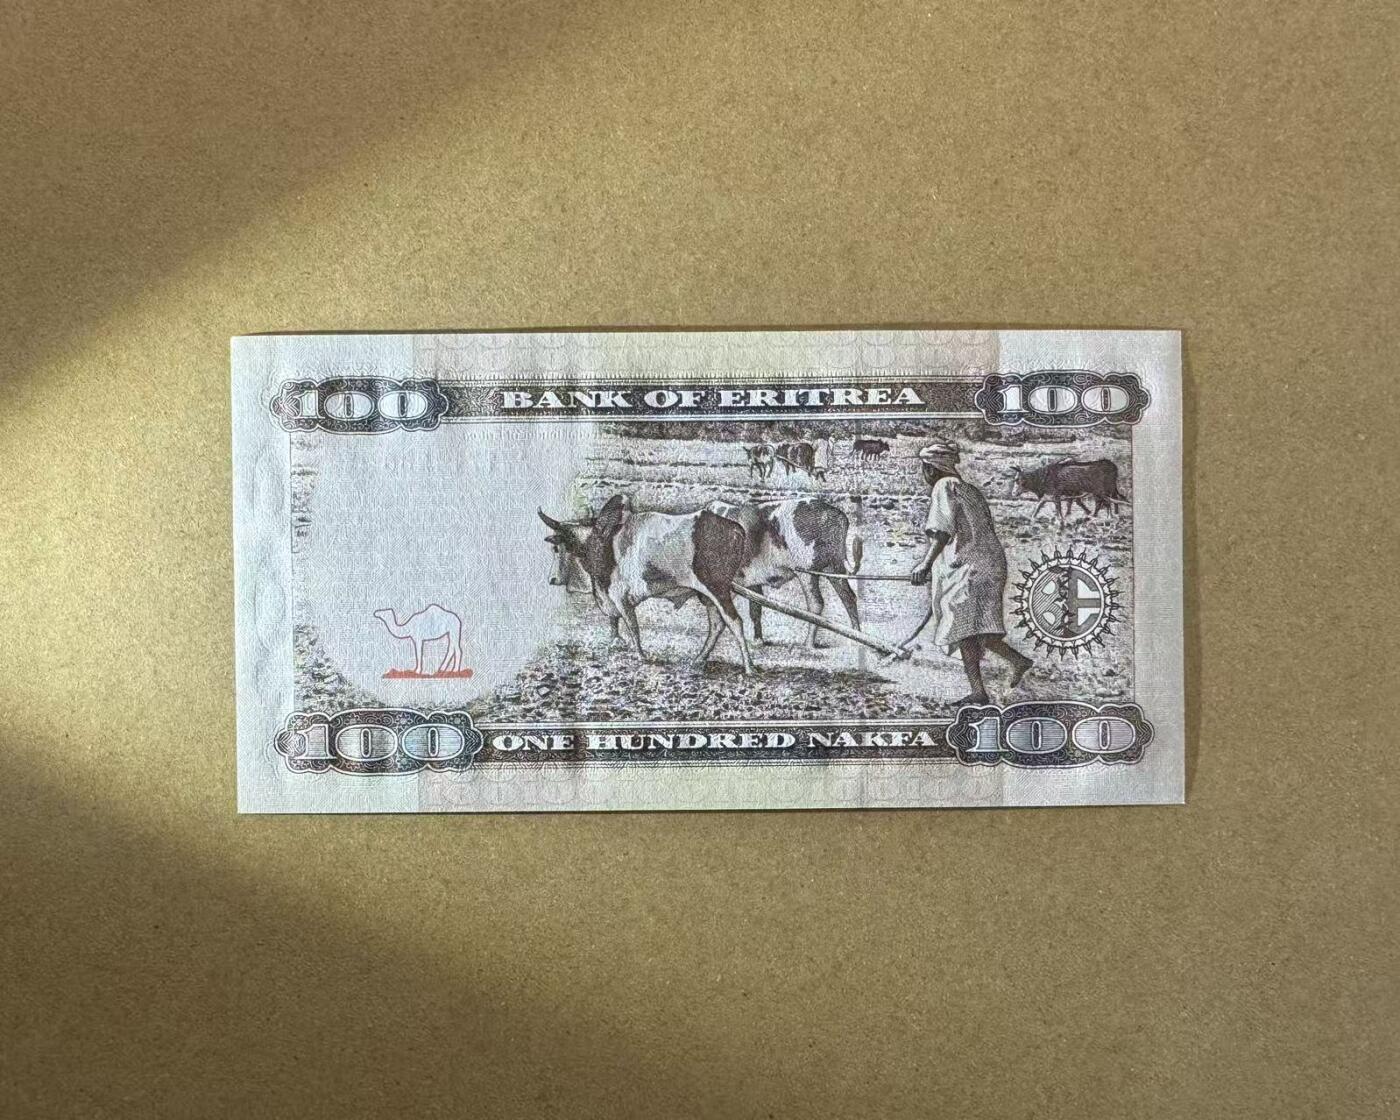 100 BANK OF ERITREA 100
100 ONE HUNDRED NAKFA 100